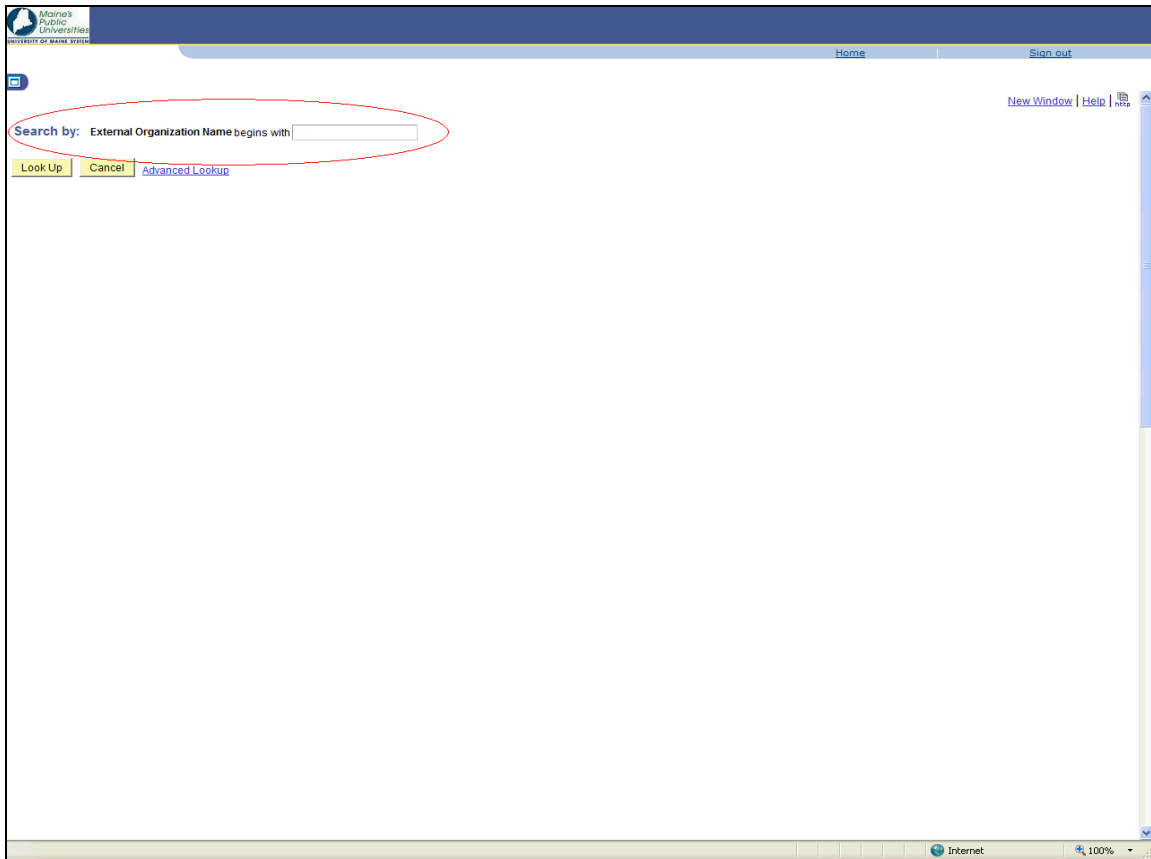 Maine's
Public
Universities
UNIVERSITY OF MAINE SYSTEM
Home Sign out
New Window | Help | http
Search by: External Organization Name begins with
Look Up Cancel Advanced Lookup
Internet 100%